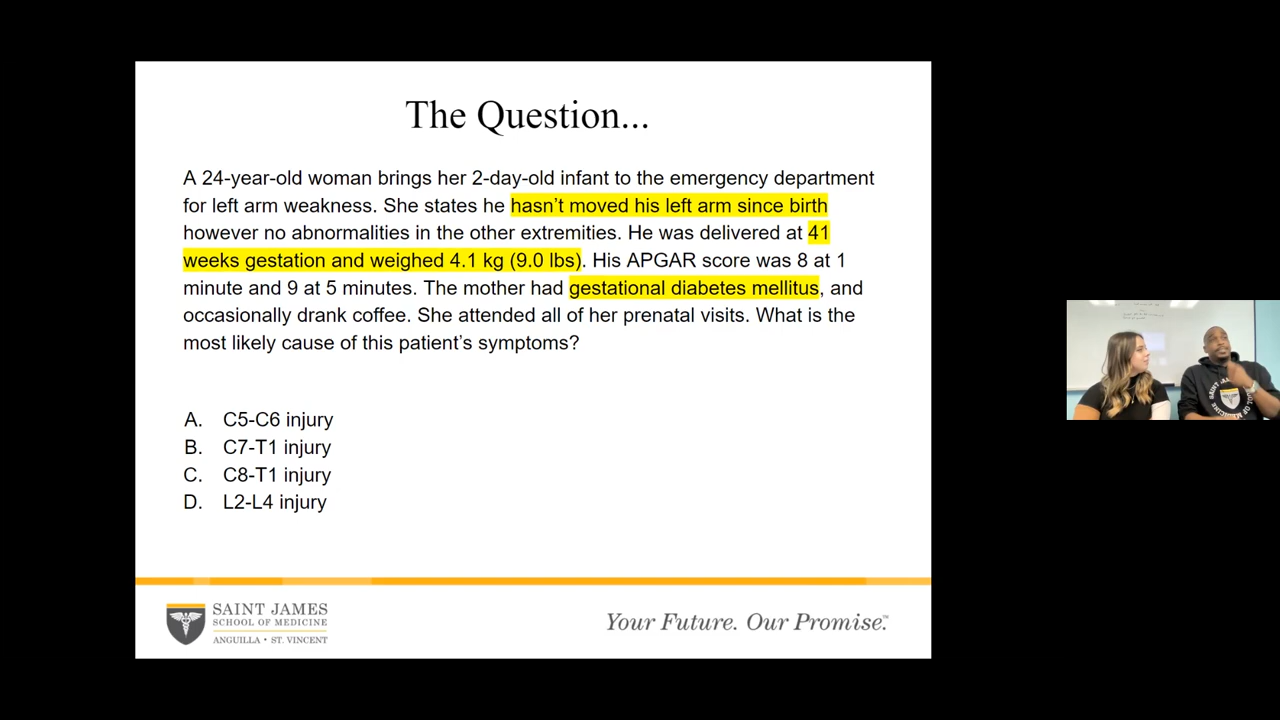 The Question...
A 24-year-old woman brings her 2-day-old infant to the emergency department
for left arm weakness. She states he hasn’t moved his left arm since birth
however no abnormalities in the other extremities. He was delivered at 41
weeks gestation and weighed 4.1 kg (9.0 lbs). His APGAR score was 8 at 1
minute and 9 at 5 minutes. The mother had gestational diabetes mellitus, and
occasionally drank coffee. She attended all of her prenatal visits. What is the
most likely cause of this patient’s symptoms?
A. C5-C6 injury
B. C7-T1 injury
C. C8-T1 injury
D. L2-L4 injury
SAINT JAMES
SCHOOL OF MEDICINE
ANGUILLA • ST. VINCENT
Your Future. Our Promise.™
SAINT JAMES
OF MEDICINE